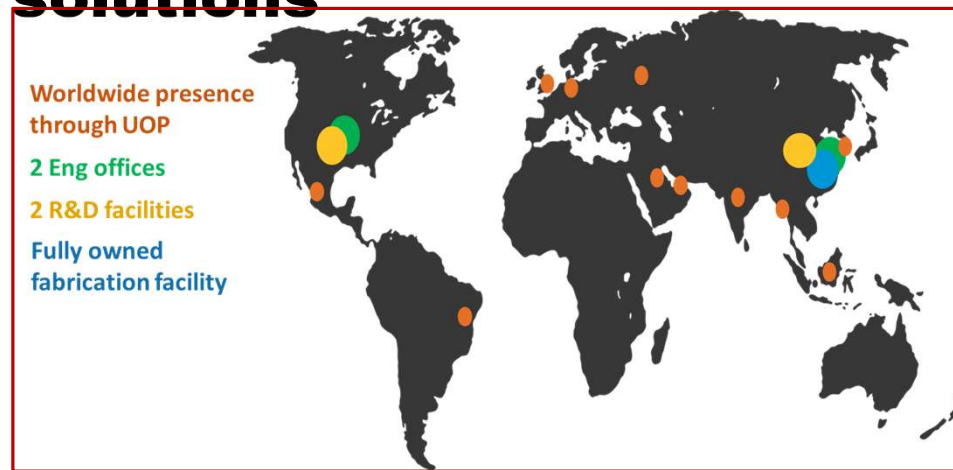 solutions
Worldwide presence
through UOP
2 Eng offices
2 R&D facilities
Fully owned
fabrication facility